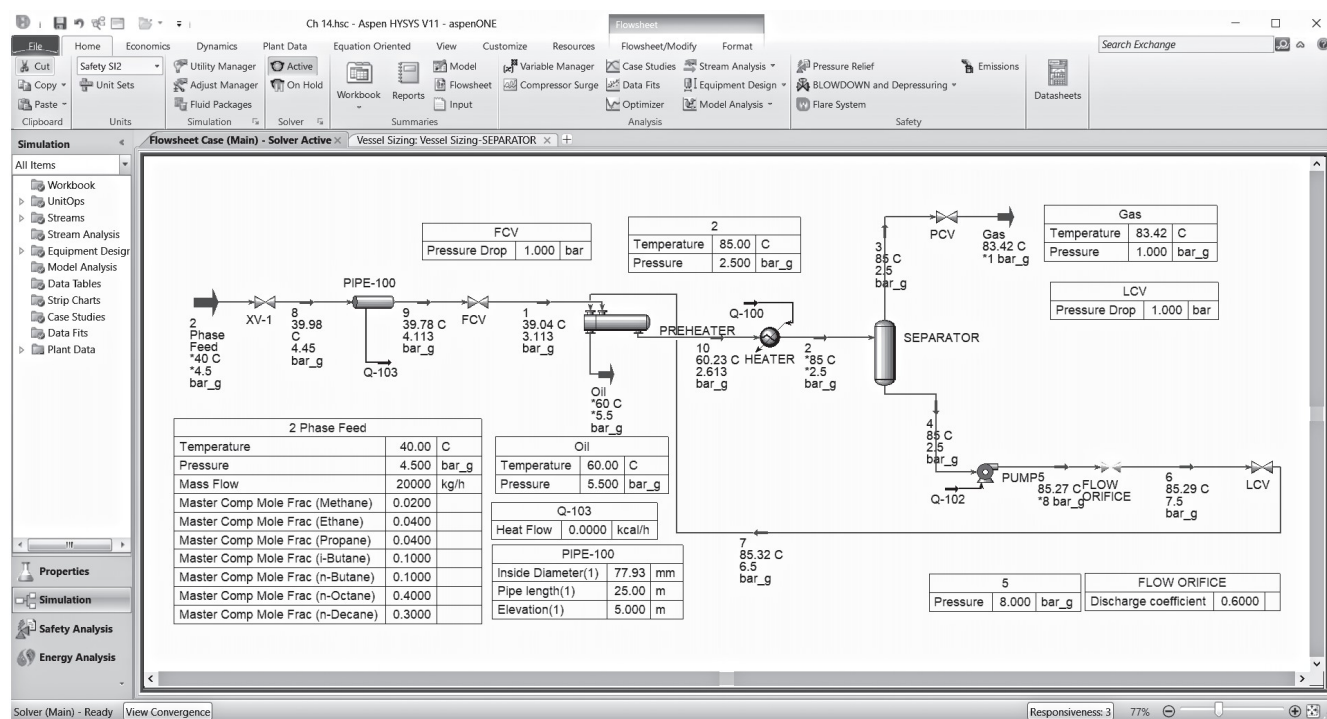 Ch 14.hsc - Aspen HYSYS V11 - aspenONE
Flowsheet
File Home Economics Dynamics Plant Data Equation Oriented View Customize Resources Flowsheet/Modify Format
Search Exchange
Cut
Copy
Paste
Clipboard
Safety SI2
Unit Sets
Units
Utility Manager
Adjust Manager
Fluid Packages
Simulation
Active
On Hold
Solver
Workbook
Reports
Model
Flowsheet
Input
Summaries
Variable Manager
Compressor Surge
Case Studies
Data Fits
Optimizer
Stream Analysis
Equipment Design
Model Analysis
Analysis
Pressure Relief
BLOWDOWN and Depressuring
Flare System
Emissions
Safety
Datasheets
Simulation
All Items
Workbook
UnitOps
Streams
Stream Analysis
Equipment Design
Model Analysis
Data Tables
Strip Charts
Case Studies
Data Fits
Plant Data
Properties
Simulation
Safety Analysis
Energy Analysis
Flowsheet Case (Main) - Solver Active
Vessel Sizing: Vessel Sizing-SEPARATOR
FCV
Pressure Drop 1.000 bar
2
Temperature 85.00 C
Pressure 2.500 bar_g
PCV
Gas
83.42 C
*1 bar_g
Gas
Temperature 83.42 C
Pressure 1.000 bar_g
LCV
Pressure Drop 1.000 bar
3
85 C
2.5
bar_g
2
Phase
Feed
*40 C
*4.5
bar_g
XV-1
8
39.98
C
4.45
bar_g
PIPE-100
Q-103
9
39.78 C
4.113
bar_g
FCV
1
39.04 C
3.113
bar_g
PREHEATER
Oil
*60 C
*5.5
bar_g
10
60.23 C
2.613
bar_g
Q-100
HEATER
2
*85 C
*2.5
bar_g
SEPARATOR
4
85 C
2.5
bar_g
Q-102
PUMP
5
85.27 C
*8 bar_g
FLOW
ORIFICE
6
85.29 C
7.5
bar_g
LCV
7
85.32 C
6.5
bar_g
2 Phase Feed
Temperature 40.00 C
Pressure 4.500 bar_g
Mass Flow 20000 kg/h
Master Comp Mole Frac (Methane) 0.0200
Master Comp Mole Frac (Ethane) 0.0400
Master Comp Mole Frac (Propane) 0.0400
Master Comp Mole Frac (i-Butane) 0.1000
Master Comp Mole Frac (n-Butane) 0.1000
Master Comp Mole Frac (n-Octane) 0.4000
Master Comp Mole Frac (n-Decane) 0.3000
Oil
Temperature 60.00 C
Pressure 5.500 bar_g
Q-103
Heat Flow 0.0000 kcal/h
PIPE-100
Inside Diameter(1) 77.93 mm
Pipe length(1) 25.00 m
Elevation(1) 5.000 m
5
Pressure 8.000 bar_g
FLOW ORIFICE
Discharge coefficient 0.6000
Solver (Main) - Ready
View Convergence
Responsiveness: 3
77%